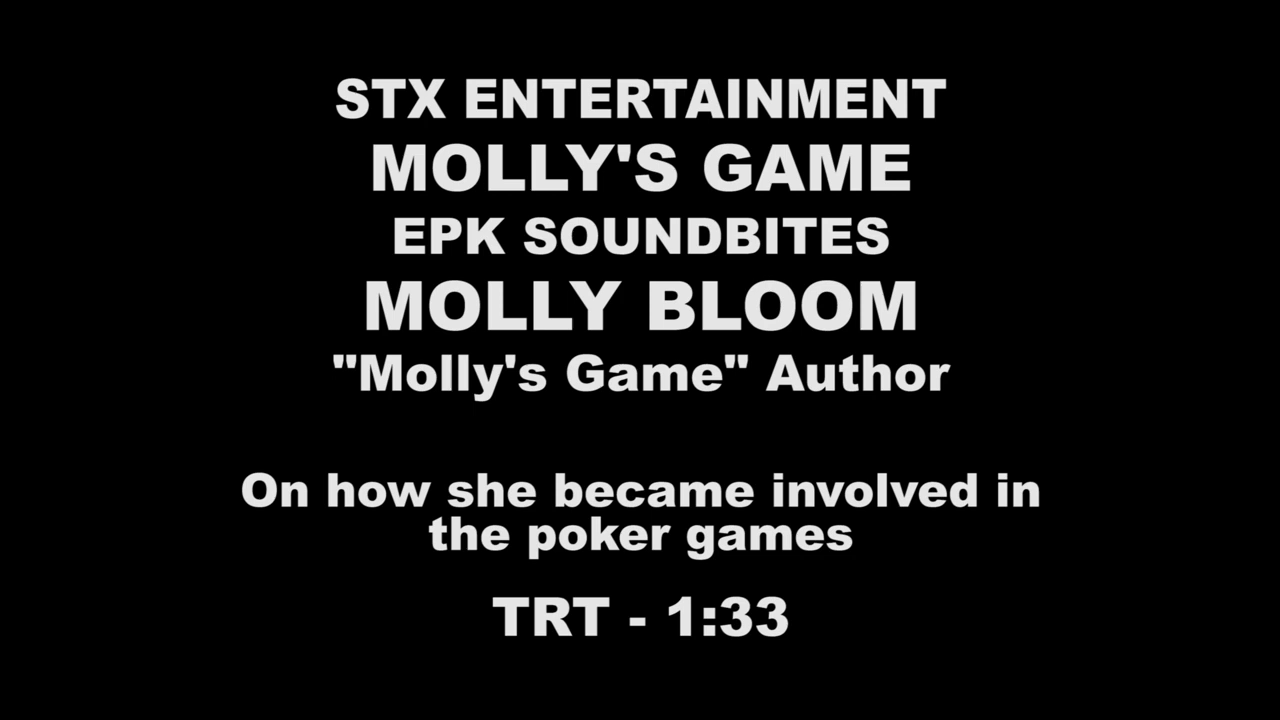 STX ENTERTAINMENT
MOLLY'S GAME
EPK SOUNDBITES
MOLLY BLOOM
"Molly's Game" Author
On how she became involved in
the poker games
TRT - 1:33